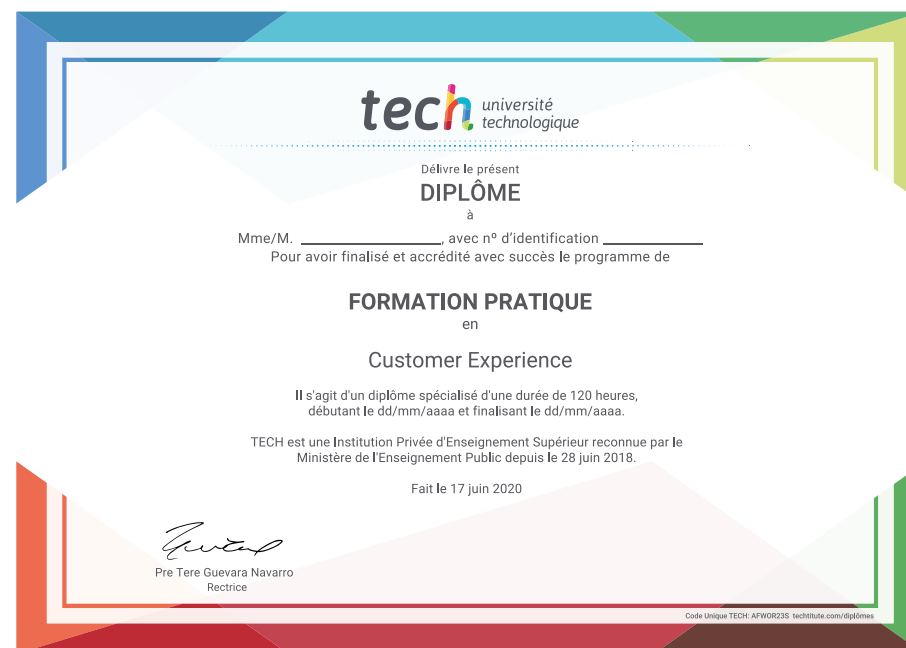 tech université
technologique
Délivre le présent
DIPLÔME
à
Mme/M. ____________________, avec nº d'identification ______________
Pour avoir finalisé et accrédité avec succès le programme de
FORMATION PRATIQUE
en
Customer Experience
Il s'agit d'un diplôme spécialisé d'une durée de 120 heures,
débutant le dd/mm/aaaa et finalisant le dd/mm/aaaa.
TECH est une Institution Privée d'Enseignement Supérieur reconnue par le
Ministère de l'Enseignement Public depuis le 28 juin 2018.
Fait le 17 juin 2020
Pre Tere Guevara Navarro
Rectrice
Code Unique TECH: AFWOR23S techtitute.com/diplômes